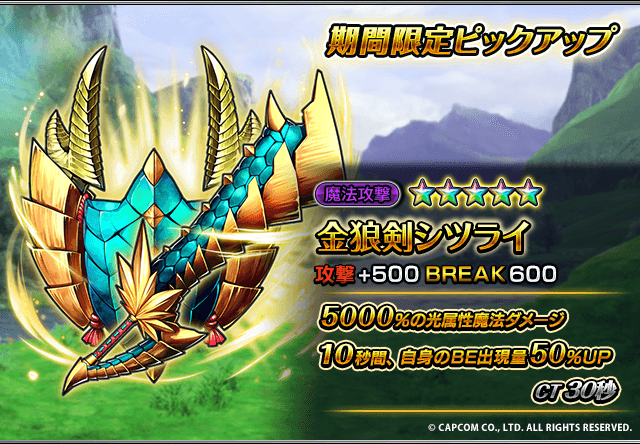 期間限定ピックアップ
魔法攻撃
金狼剣シツライ
攻撃+500 BREAK 600
5000%の光属性魔法ダメージ
10秒間、自身のBE出現量50%UP
CT 30秒
© CAPCOM CO., LTD. ALL RIGHTS RESERVED.